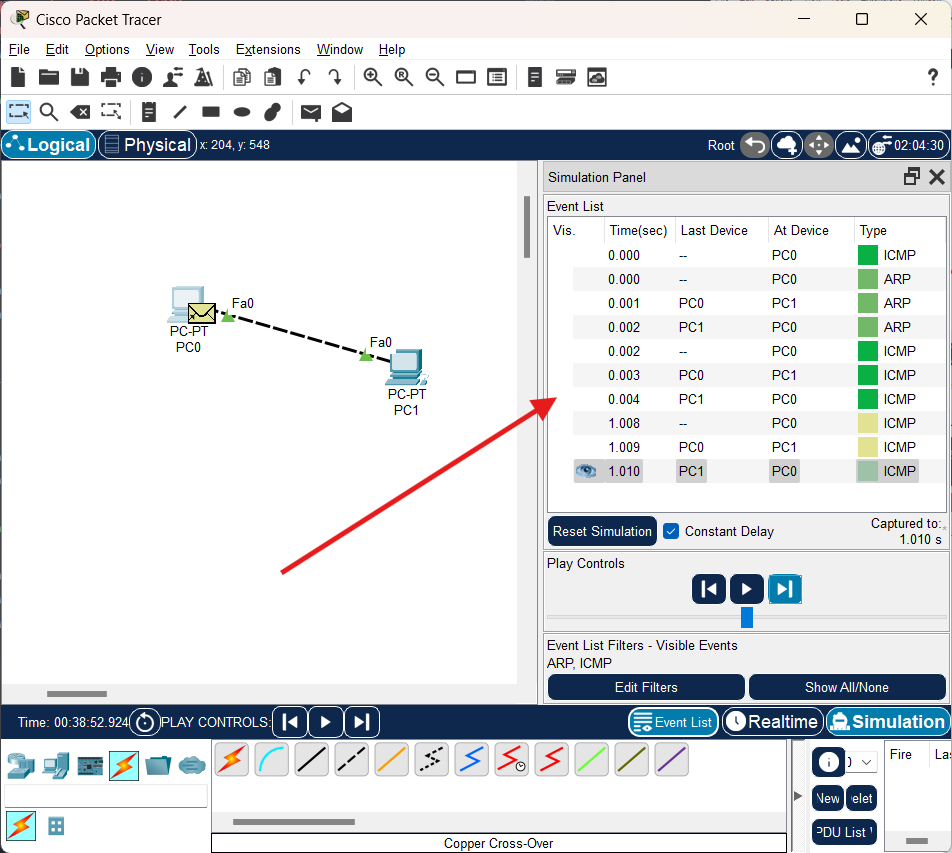 Cisco Packet Tracer
File Edit Options View Tools Extensions Window Help
?
Logical Physical x: 204, y: 548 Root 02:04:30
Simulation Panel
Event List
Vis. Time(sec) Last Device At Device Type
0.000 -- PC0 ICMP
0.000 -- PC0 ARP
0.001 PC0 PC1 ARP
0.002 PC1 PC0 ARP
0.002 -- PC0 ICMP
0.003 PC0 PC1 ICMP
0.004 PC1 PC0 ICMP
1.008 -- PC0 ICMP
1.009 PC0 PC1 ICMP
1.010 PC1 PC0 ICMP
Fa0
PC-PT
PC0
Fa0
PC-PT
PC1
Reset Simulation Constant Delay Captured to:
1.010 s
Play Controls
Event List Filters - Visible Events
ARP, ICMP
Edit Filters Show All/None
Time: 00:38:52.924 PLAY CONTROLS: Event List Realtime Simulation
Copper Cross-Over
Fire Las
New elet
PDU List